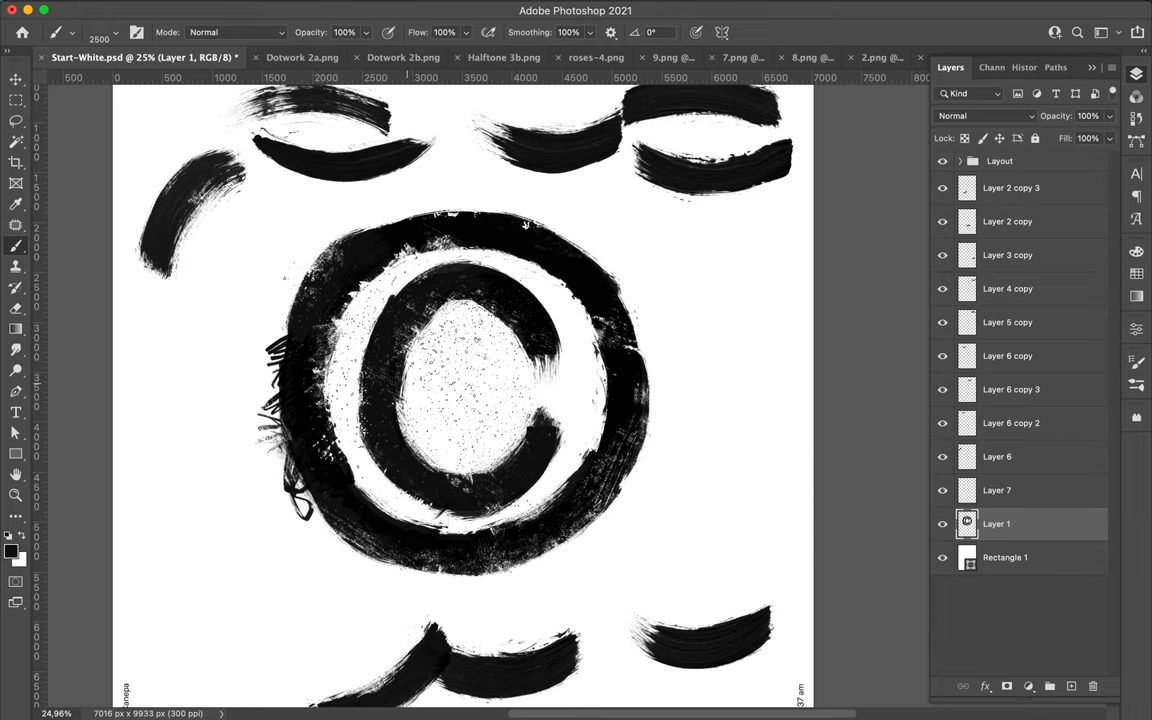 Adobe Photoshop 2021
2500
Mode: Normal
Opacity: 100%
Flow: 100%
Smoothing: 100%
0°
Start-White.psd @ 25% (Layer 1, RGB/8) *
Dotwork 2a.png
Dotwork 2b.png
Halftone 3b.png
roses-4.png
9.png @...
7.png @...
8.png @...
2.png @...
500 0 500 1000 1500 2000 2500 3000 3500 4000 4500 5000 5500 6000 6500 7000 7500
Layers
Chann
Histor
Paths
Kind
Normal
Opacity: 100%
Lock:
Fill: 100%
Layout
Layer 2 copy 3
Layer 2 copy
Layer 3 copy
Layer 4 copy
Layer 5 copy
Layer 6 copy
Layer 6 copy 3
Layer 6 copy 2
Layer 6
Layer 7
Layer 1
Rectangle 1
©
anepa
37 am
24,96%
7016 px x 9933 px (300 ppi)